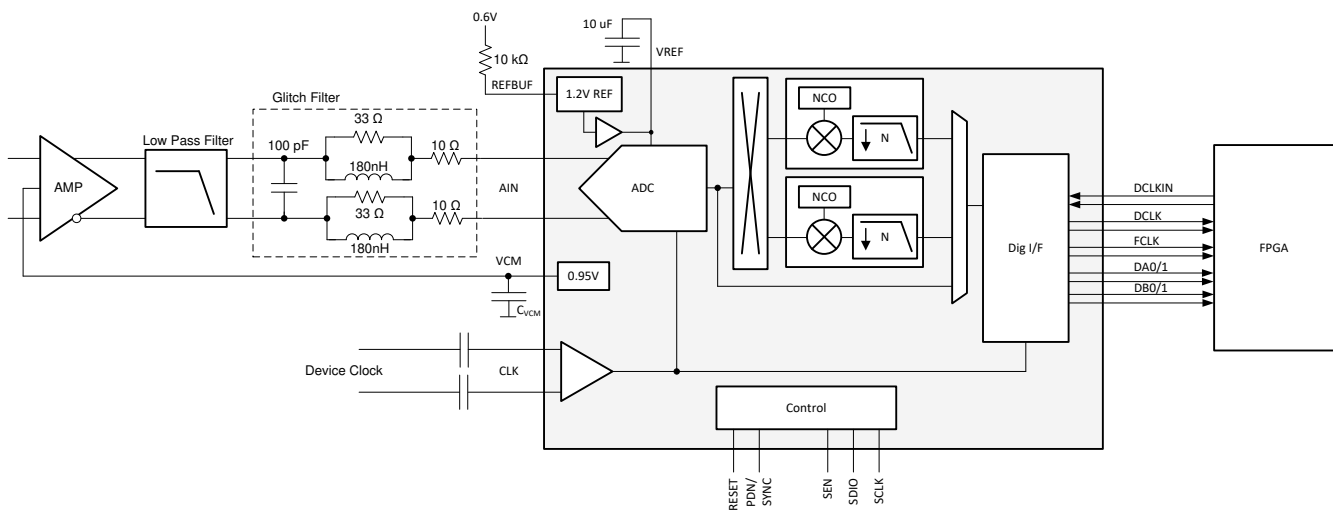 0.6V
10 uF
VREF
10 kΩ
REFBUF
1.2V REF
Glitch Filter
33 Ω
Low Pass Filter
100 pF
10 Ω
180nH
AMP
AIN
33 Ω
10 Ω
180nH
ADC
NCO
N
NCO
N
Dig I/F
DCLKIN
DCLK
FCLK
DA0/1
DB0/1
FPGA
VCM
0.95V
CVCM
Device Clock
CLK
Control
RESET
PDN/
SYNC
SEN
SDIO
SCLK